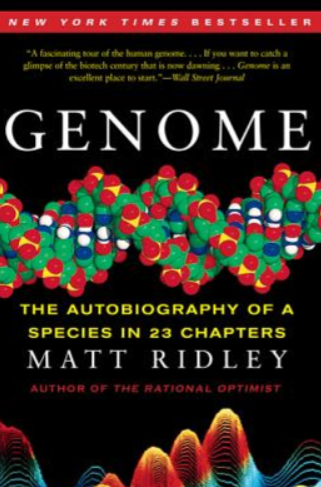 NEW YORK TIMES BESTSELLER
"A fascinating tour of the human genome. . . . If you want to catch a
glimpse of the biotech century that is now dawning . . . Genome is an
excellent place to start."—Wall Street Journal
GENOME
THE AUTOBIOGRAPHY OF A
SPECIES IN 23 CHAPTERS
MATT RIDLEY
AUTHOR OF THE RATIONAL OPTIMIST